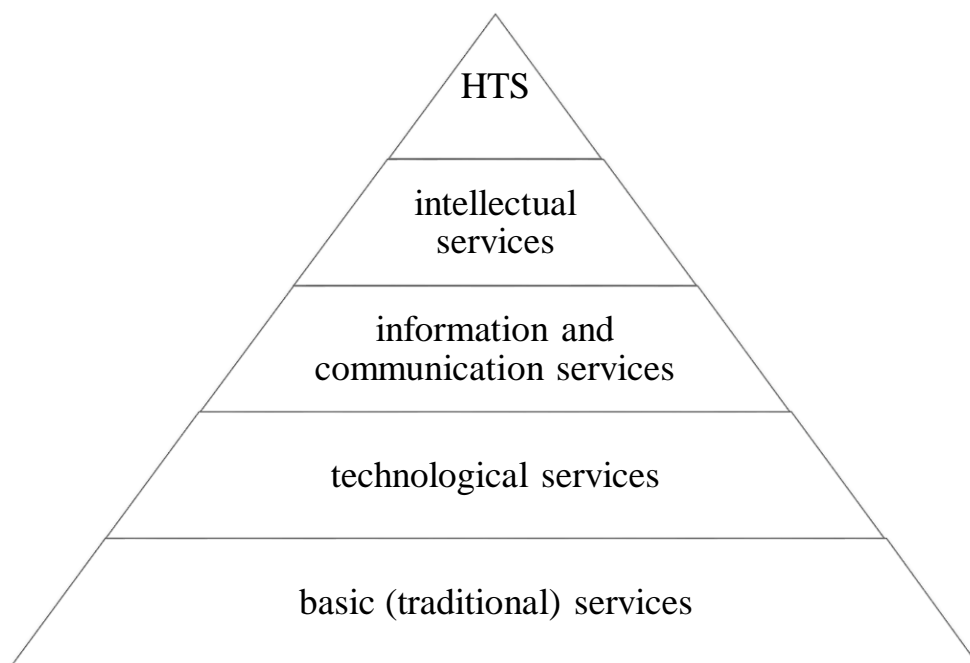 HTS
intellectual
services
information and
communication services
technological services
basic (traditional) services